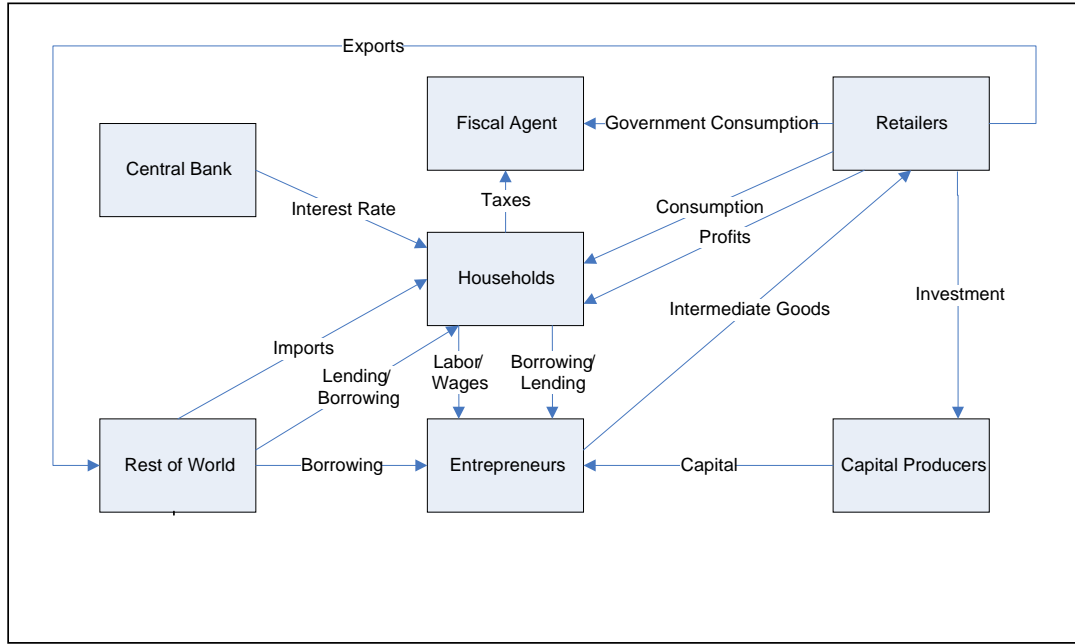 Exports
Fiscal Agent
Government Consumption
Retailers
Central Bank
Interest Rate
Taxes
Consumption
Profits
Households
Intermediate Goods
Investment
Imports
Lending/
Borrowing
Labor/
Wages
Borrowing/
Lending
Rest of World
Borrowing
Entrepreneurs
Capital
Capital Producers